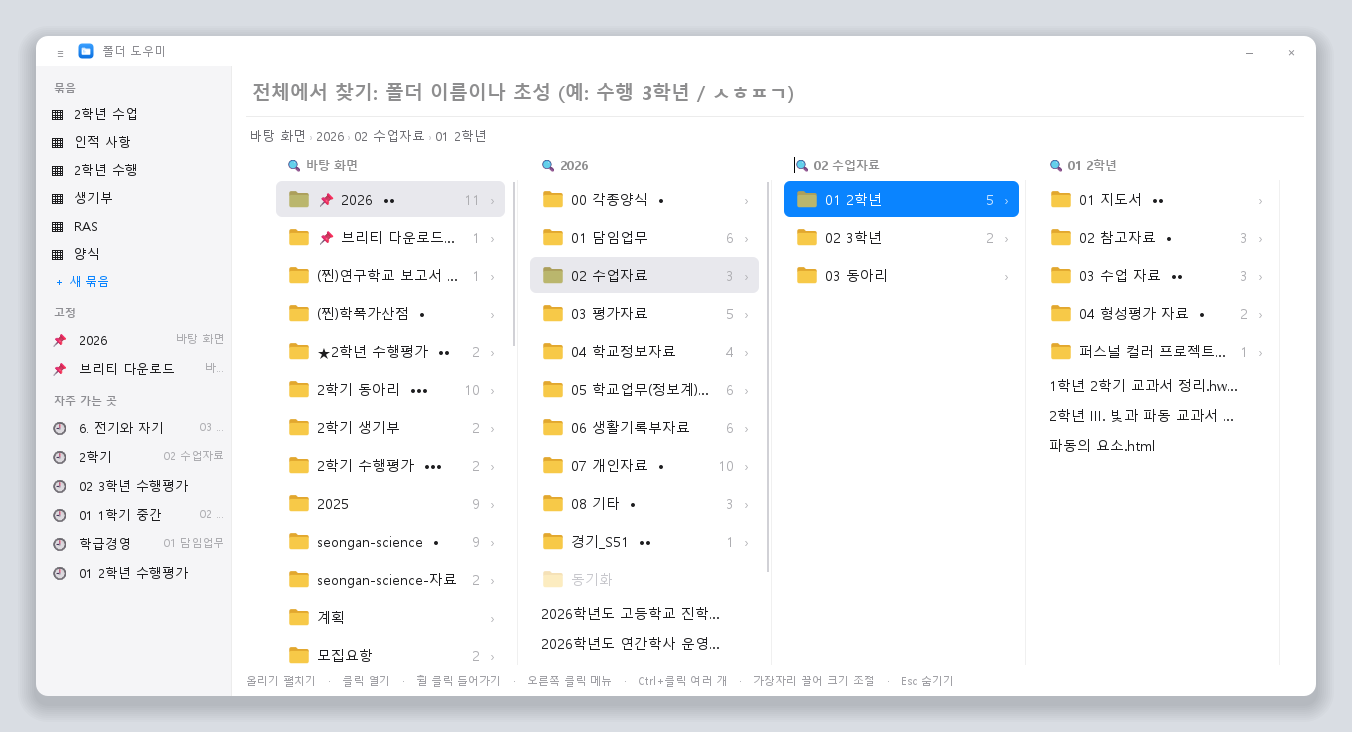 폴더 도우미
묶음
2학년 수업
인적 사항
2학년 수행
생기부
RAS
양식
+ 새 묶음
고정
2026 바탕 화면
브리티 다운로드 바...
자주 가는 곳
6. 전기와 자기 03 ...
2학기 02 수업자료
02 3학년 수행평가
01 1학기 중간 02 ...
학급경영 01 담임업무
01 2학년 수행평가
전체에서 찾기: 폴더 이름이나 초성 (예: 수행 3학년 / ㅅㅎㅍㄱ)
바탕 화면 › 2026 › 02 수업자료 › 01 2학년
바탕 화면
2026 •• 11 ›
브리티 다운로드... 1 ›
(찐)연구학교 보고서 ... 1 ›
(찐)학폭가산점 • ›
★2학년 수행평가 •• 2 ›
2학기 동아리 ••• 10 ›
2학기 생기부 2 ›
2학기 수행평가 ••• 2 ›
2025 9 ›
seongan-science • 9 ›
seongan-science-자료 2 ›
계획 ›
모집요항 2 ›
2026
00 각종양식 • ›
01 담임업무 6 ›
02 수업자료 3 ›
03 평가자료 5 ›
04 학교정보자료 4 ›
05 학교업무(정보계)... 6 ›
06 생활기록부자료 6 ›
07 개인자료 • 10 ›
08 기타 • 3 ›
경기_S51 •• 1 ›
동기화
2026학년도 고등학교 진학...
2026학년도 연간학사 운영...
02 수업자료
01 2학년 5 ›
02 3학년 2 ›
03 동아리 ›
01 2학년
01 지도서 •• ›
02 참고자료 • 3 ›
03 수업 자료 •• 3 ›
04 형성평가 자료 • 2 ›
퍼스널 컬러 프로젝트... 1 ›
1학년 2학기 교과서 정리.hw...
2학년 III. 빛과 파동 교과서 ...
파동의 요소.html
올리기 펼치기 · 클릭 열기 · 휠 클릭 들어가기 · 오른쪽 클릭 메뉴 · Ctrl+클릭 여러 개 · 가장자리 끌어 크기 조절 · Esc 숨기기